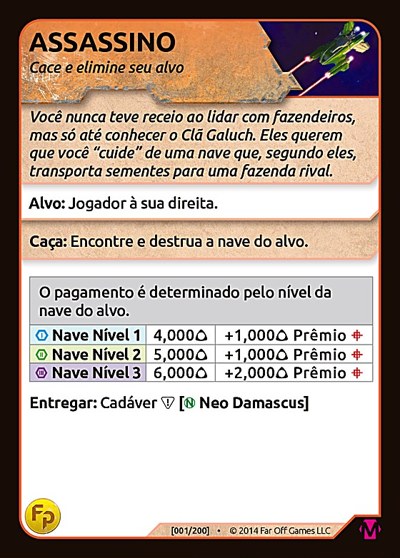 ASSASSINO
Cace e elimine seu alvo
Você nunca teve receio ao lidar com fazendeiros,
mas só até conhecer o Clã Galuch. Eles querem
que você “cuide” de uma nave que, segundo eles,
transporta sementes para uma fazenda rival.
Alvo: Jogador à sua direita.
Caça: Encontre e destrua a nave do alvo.
O pagamento é determinado pelo nível da
nave do alvo.
I Nave Nível 1 4,000 +1,000 Prêmio
II Nave Nível 2 5,000 +1,000 Prêmio
III Nave Nível 3 6,000 +2,000 Prêmio
Entregar: Cadáver [N Neo Damascus]
FP
[001/200] • © 2014 Far Off Games LLC